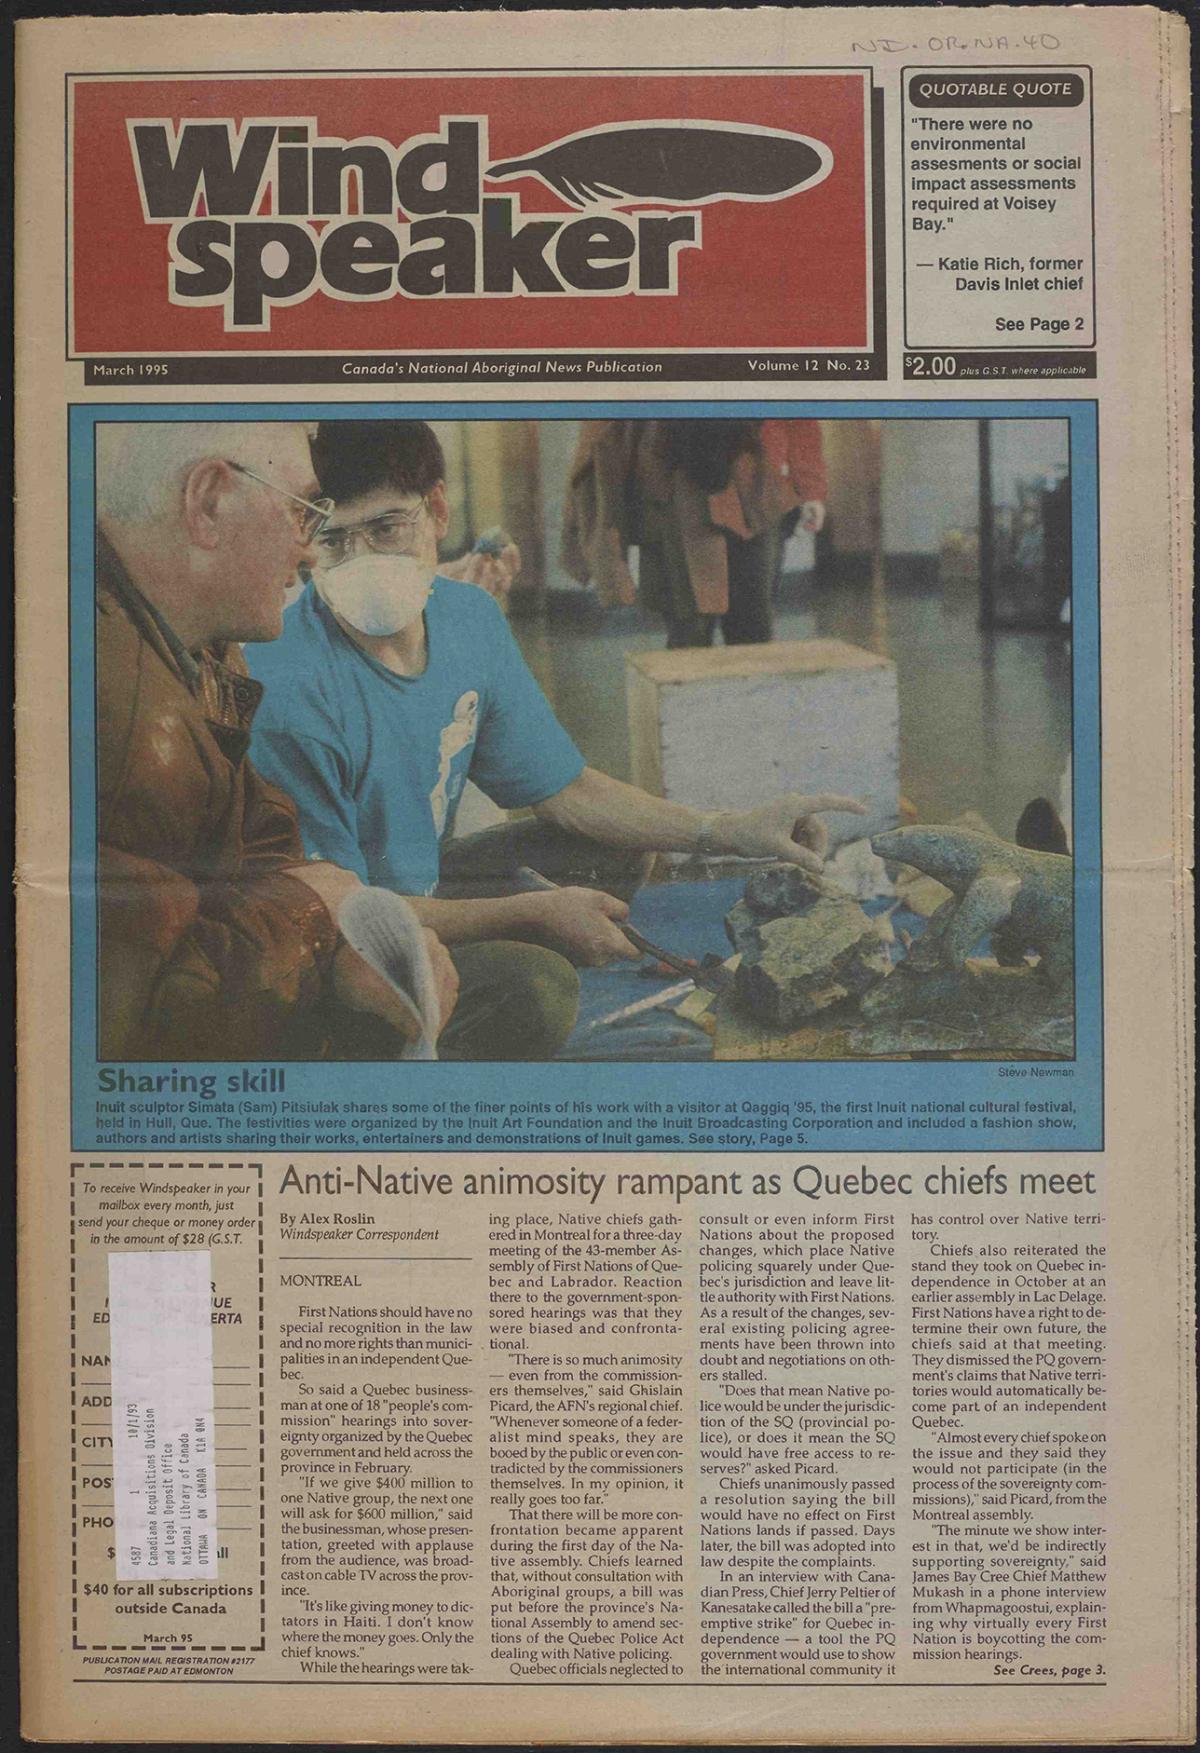 NI. OR. NA. 40
Wind
speaker
March 1995 Canada's National Aboriginal News Publication Volume 12 No. 23
QUOTABLE QUOTE
"There were no
environmental
assesments or social
impact assessments
required at Voisey
Bay."
— Katie Rich, former
Davis Inlet chief
See Page 2
$2.00 plus G.S.T. where applicable
Sharing skill
Steve Newman
Inuit sculptor Simata (Sam) Pitsiulak shares some of the finer points of his work with a visitor at Qaggiq '95, the first Inuit national cultural festival,
held in Hull, Que. The festivities were organized by the Inuit Art Foundation and the Inuit Broadcasting Corporation and included a fashion show,
authors and artists sharing their works, entertainers and demonstrations of Inuit games. See story, Page 5.
To receive Windspeaker in your
mailbox every month, just
send your cheque or money order
in the amount of $28 (G.S.T.
4587 1 10/1/93
Canadiana Acquisitions Division
and Legal Deposit Office
National Library of Canada
OTTAWA ON CANADA K1A 0N4
$40 for all subscriptions
outside Canada
March 95
PUBLICATION MAIL REGISTRATION #2177
POSTAGE PAID AT EDMONTON
Anti-Native animosity rampant as Quebec chiefs meet
By Alex Roslin
Windspeaker Correspondent
MONTREAL
First Nations should have no
special recognition in the law
and no more rights than munici-
palities in an independent Que-
bec.
So said a Quebec business-
man at one of 18 "people's com-
mission" hearings into sover-
eignty organized by the Quebec
government and held across the
province in February.
"If we give $400 million to
one Native group, the next one
will ask for $600 million," said
the businessman, whose presen-
tation, greeted with applause
from the audience, was broad-
cast on cable TV across the prov-
ince.
"It's like giving money to dic-
tators in Haiti. I don't know
where the money goes. Only the
chief knows."
While the hearings were tak-
ing place, Native chiefs gath-
ered in Montreal for a three-day
meeting of the 43-member As-
sembly of First Nations of Que-
bec and Labrador. Reaction
there to the government-spon-
sored hearings was that they
were biased and confronta-
tional.
"There is so much animosity
— even from the commission-
ers themselves," said Ghislain
Picard, the AFN's regional chief.
"Whenever someone of a feder-
alist mind speaks, they are
booed by the public or even con-
tradicted by the commissioners
themselves. In my opinion, it
really goes too far."
That there will be more con-
frontation became apparent
during the first day of the Na-
tive assembly. Chiefs learned
that, without consultation with
Aboriginal groups, a bill was
put before the province's Na-
tional Assembly to amend sec-
tions of the Quebec Police Act
dealing with Native policing.
Quebec officials neglected to
consult or even inform First
Nations about the proposed
changes, which place Native
policing squarely under Que-
bec's jurisdiction and leave lit-
tle authority with First Nations.
As a result of the changes, sev-
eral existing policing agree-
ments have been thrown into
doubt and negotiations on oth-
ers stalled.
"Does that mean Native po-
lice would be under the jurisdic-
tion of the SQ (provincial po-
lice), or does it mean the SQ
would have free access to re-
serves?" asked Picard.
Chiefs unanimously passed
a resolution saying the bill
would have no effect on First
Nations lands if passed. Days
later, the bill was adopted into
law despite the complaints.
In an interview with Cana-
dian Press, Chief Jerry Peltier of
Kanesatake called the bill a "pre-
emptive strike" for Quebec in-
dependence — a tool the PQ
government would use to show
the international community it
has control over Native terri-
tory.
Chiefs also reiterated the
stand they took on Quebec in-
dependence in October at an
earlier assembly in Lac Delage.
First Nations have a right to de-
termine their own future, the
chiefs said at that meeting.
They dismissed the PQ govern-
ment's claims that Native terri-
tories would automatically be-
come part of an independent
Quebec.
"Almost every chief spoke on
the issue and they said they
would not participate (in the
process of the sovereignty com-
missions)," said Picard, from the
Montreal assembly.
"The minute we show inter-
est in that, we'd be indirectly
supporting sovereignty," said
James Bay Cree Chief Matthew
Mukash in a phone interview
from Whapmagoostui, explain-
ing why virtually every First
Nation is boycotting the com-
mission hearings.
See Crees, page 3.